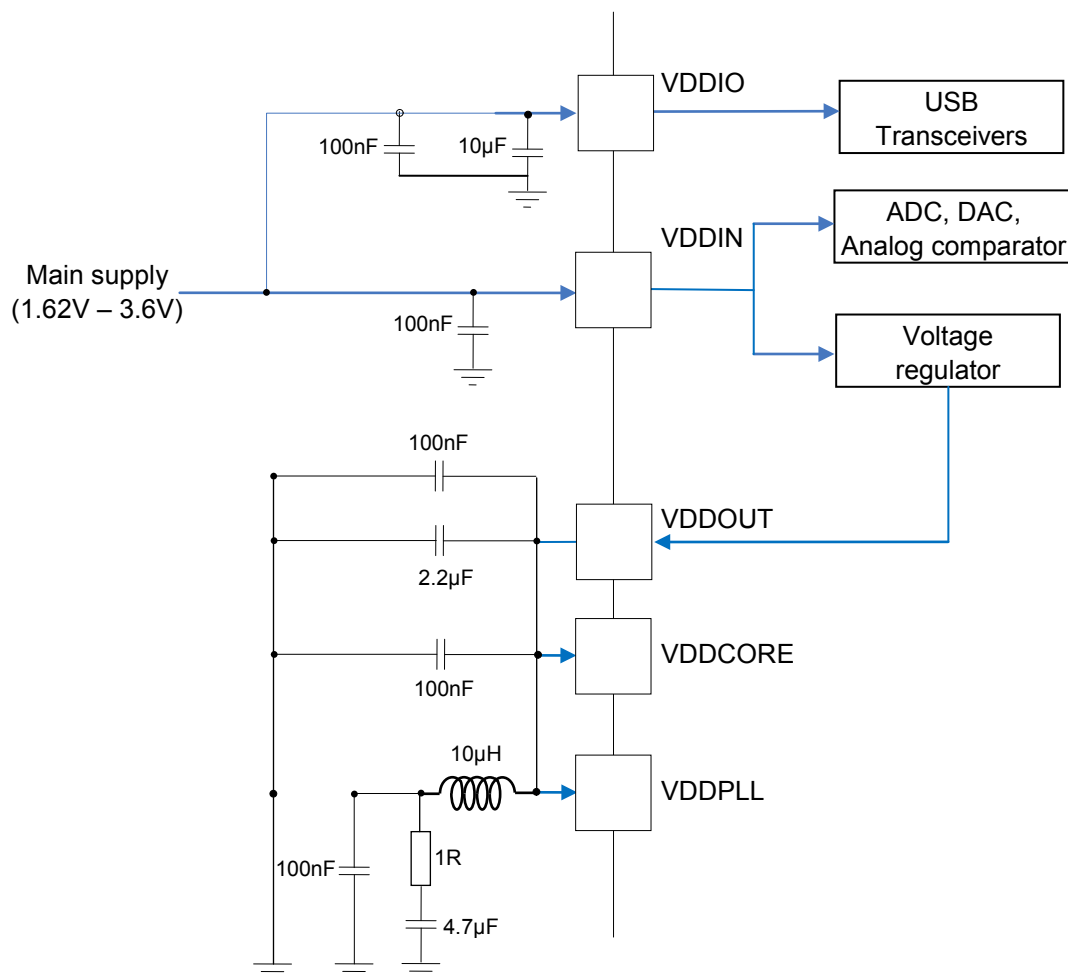 VDDIO
USB
Transceivers
100nF
10µF
ADC, DAC,
Analog comparator
VDDIN
Main supply
(1.62V – 3.6V)
100nF
Voltage
regulator
100nF
VDDOUT
2.2µF
VDDCORE
100nF
10µH
VDDPLL
100nF
1R
4.7µF